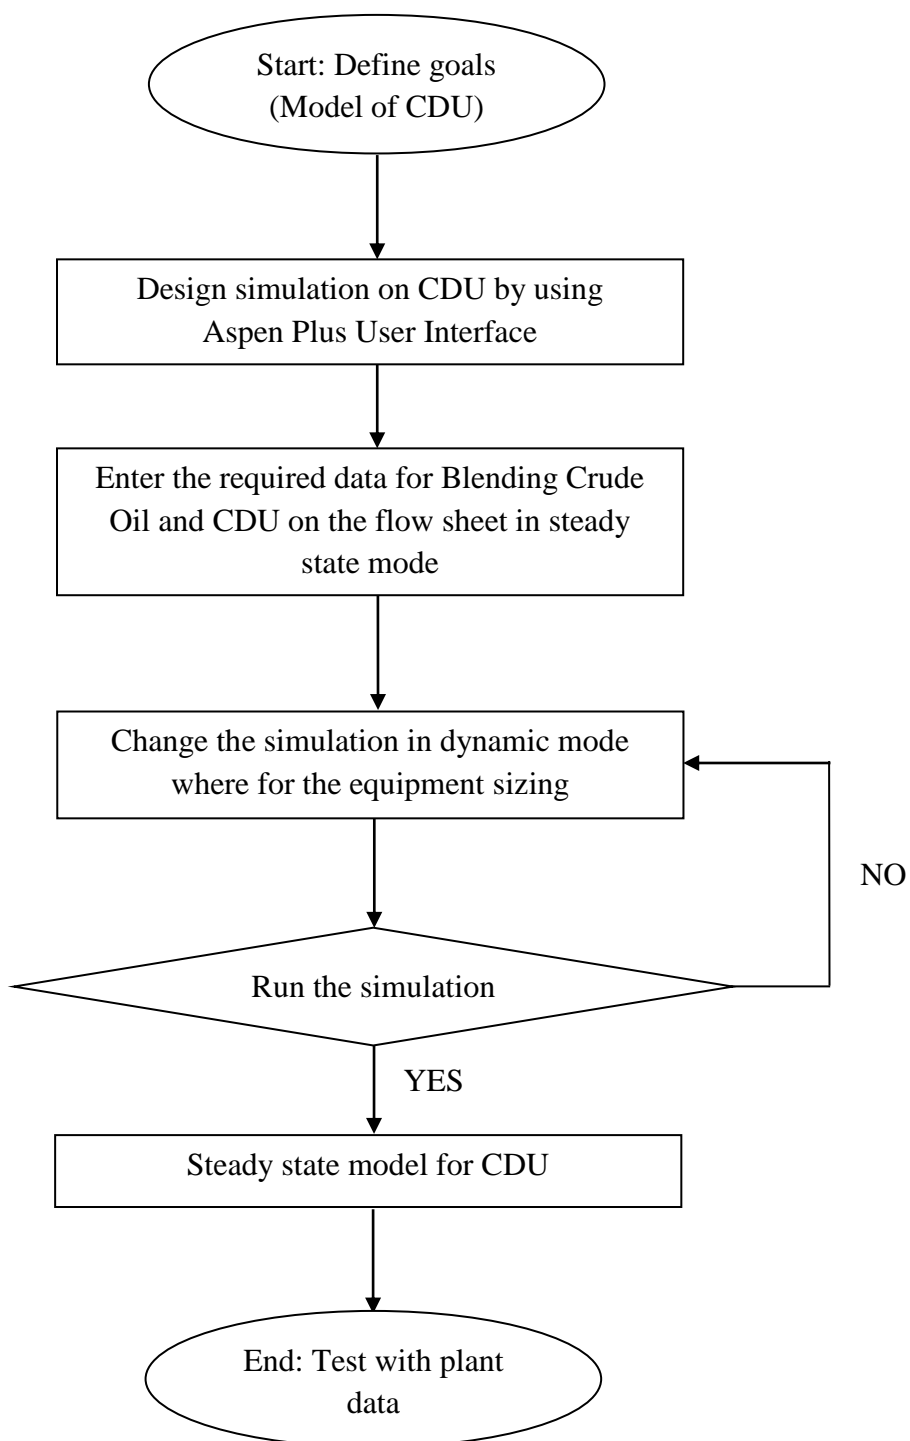 Start: Define goals
(Model of CDU)
Design simulation on CDU by using
Aspen Plus User Interface
Enter the required data for Blending Crude
Oil and CDU on the flow sheet in steady
state mode
Change the simulation in dynamic mode
where for the equipment sizing
NO
Run the simulation
YES
Steady state model for CDU
End: Test with plant
data